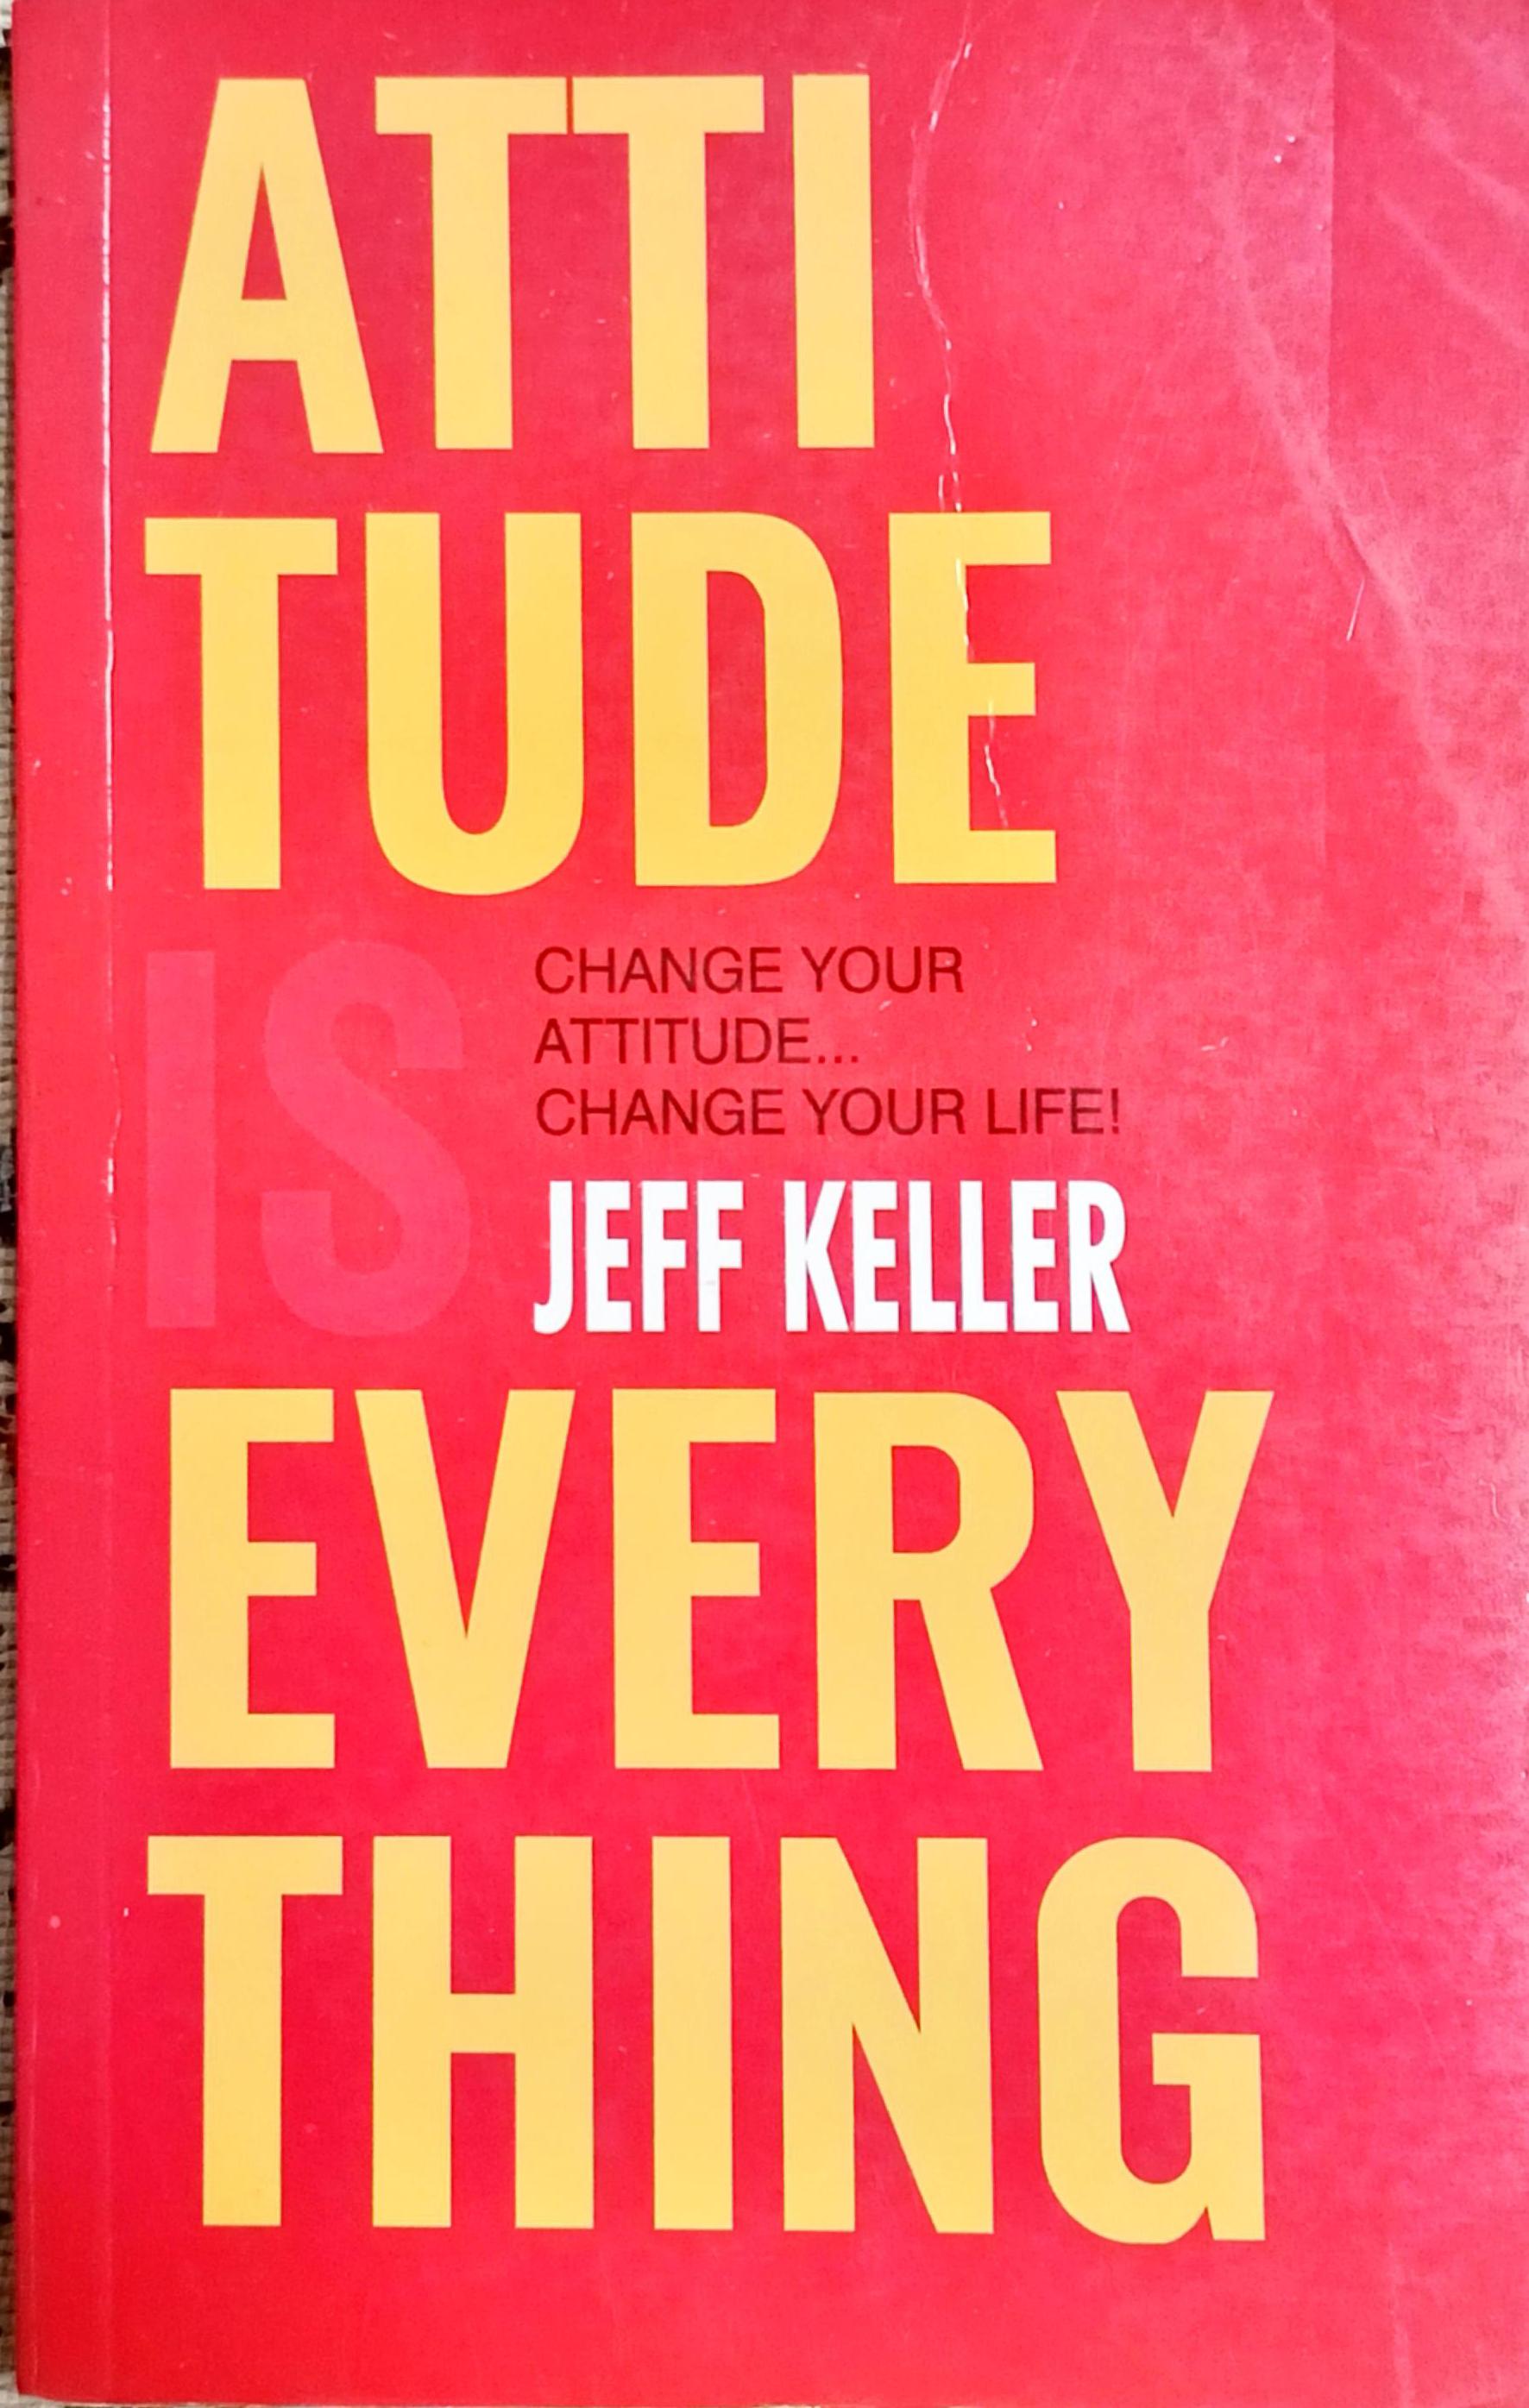 ATTI
TUDE
IS
CHANGE YOUR
ATTITUDE...
CHANGE YOUR LIFE!
JEFF KELLER
EVERY
THING